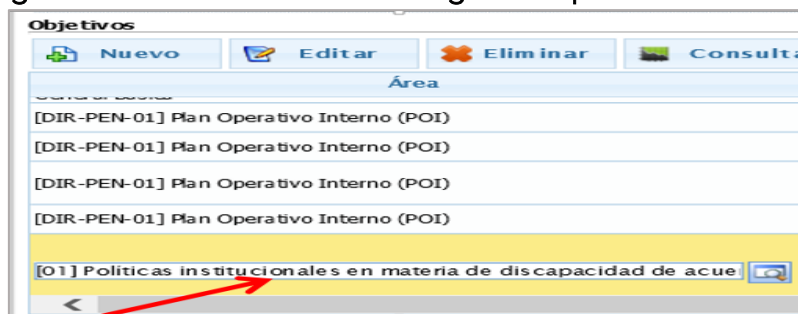 Objetivos
Nuevo Editar Eliminar Consulta
Área
[DIR-PEN-01] Plan Operativo Interno (POI)
[DIR-PEN-01] Plan Operativo Interno (POI)
[DIR-PEN-01] Plan Operativo Interno (POI)
[DIR-PEN-01] Plan Operativo Interno (POI)
[01] Políticas institucionales en materia de discapacidad de acue